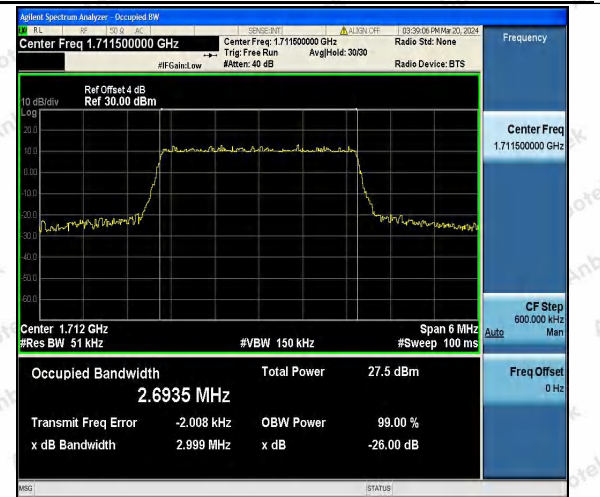 Agilent Spectrum Analyzer - Occupied BW
RL RF 50 Ω AC SENSE:INT ALIGN OFF 03:39:06 PM Mar 20, 2024
Center Freq 1.711500000 GHz Center Freq: 1.711500000 GHz Radio Std: None Frequency
Trig: Free Run Avg|Hold: 30/30
#IFGain:Low #Atten: 40 dB Radio Device: BTS
Ref Offset 4 dB
10 dB/div Ref 30.00 dBm
Log
20.0
10.0
0.00
-10.0
-20.0
-30.0
-40.0
-50.0
-60.0
Center Freq
1.711500000 GHz
CF Step
600.000 kHz
Auto Man
Center 1.712 GHz Span 6 MHz
#Res BW 51 kHz #VBW 150 kHz #Sweep 100 ms
Freq Offset
0 Hz
Occupied Bandwidth Total Power 27.5 dBm
2.6935 MHz
Transmit Freq Error -2.008 kHz OBW Power 99.00 %
x dB Bandwidth 2.999 MHz x dB -26.00 dB
MSG STATUS